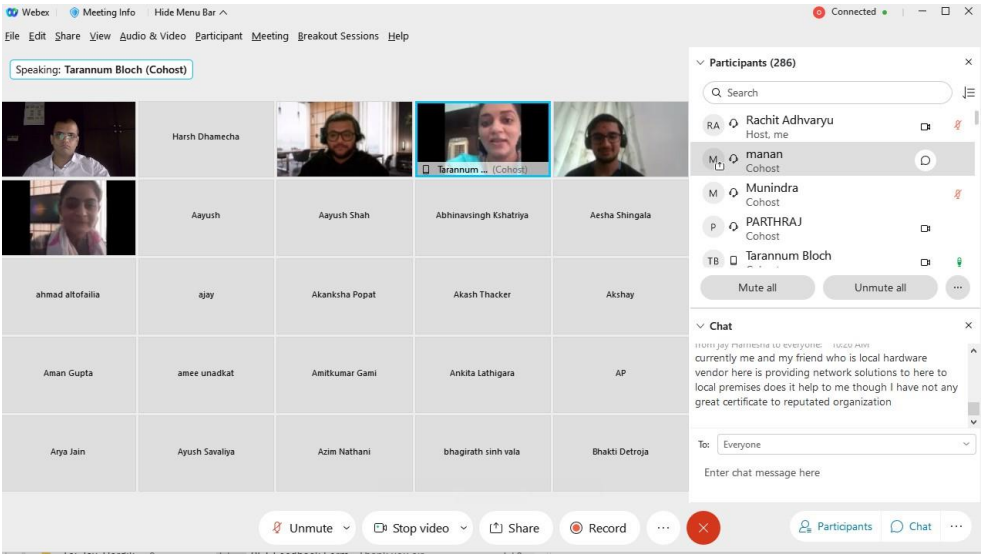 Webex Meeting Info Hide Menu Bar Connected
File Edit Share View Audio & Video Participant Meeting Breakout Sessions Help
Speaking: Tarannum Bloch (Cohost)
Harsh Dhamecha
Tarannum ... (Cohost)
Aayush Aayush Shah Abhinavsingh Kshatriya Aesha Shingala
ahmad altofailia ajay Akanksha Popat Akash Thacker Akshay
Aman Gupta amee unadkat Amitkumar Gami Ankita Lathigara AP
Arya Jain Ayush Savaliya Azim Nathani bhagirath sinh vala Bhakti Detroja
Participants (286)
Search
RA Rachit Adhvaryu
Host, me
M manan
Cohost
M Munindra
Cohost
P PARTHRAJ
Cohost
TB Tarannum Bloch
Mute all Unmute all ...
Chat
from Jay Hamesha to everyone: 10:26 AM
currently me and my friend who is local hardware
vendor here is providing network solutions to here to
local premises does it help to me though I have not any
great certificate to reputated organization
To: Everyone
Enter chat message here
Unmute Stop video Share Record ... Participants Chat ...